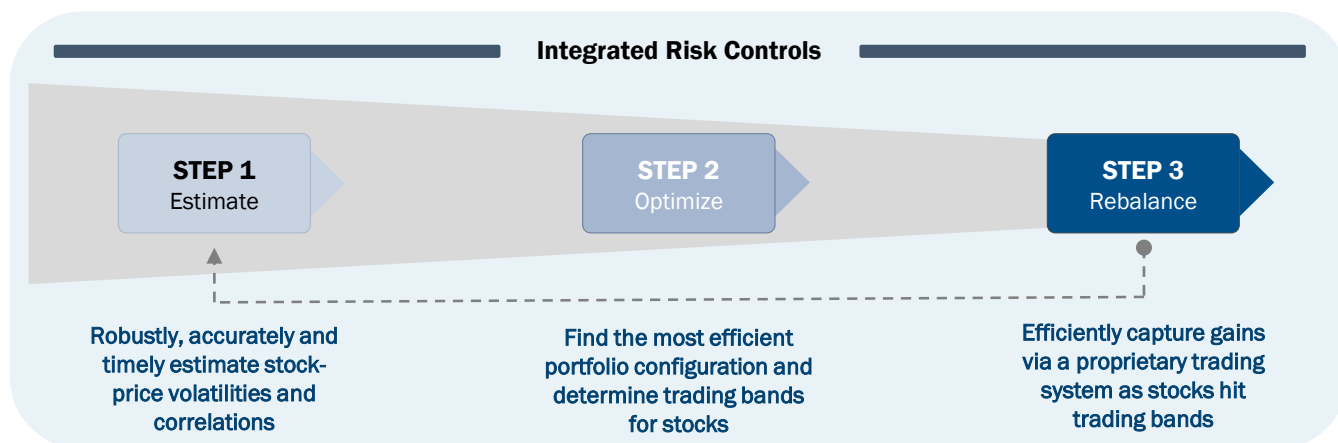 Integrated Risk Controls
STEP 1
Estimate
STEP 2
Optimize
STEP 3
Rebalance
Robustly, accurately and
timely estimate stock-
price volatilities and
correlations
Find the most efficient
portfolio configuration and
determine trading bands
for stocks
Efficiently capture gains
via a proprietary trading
system as stocks hit
trading bands